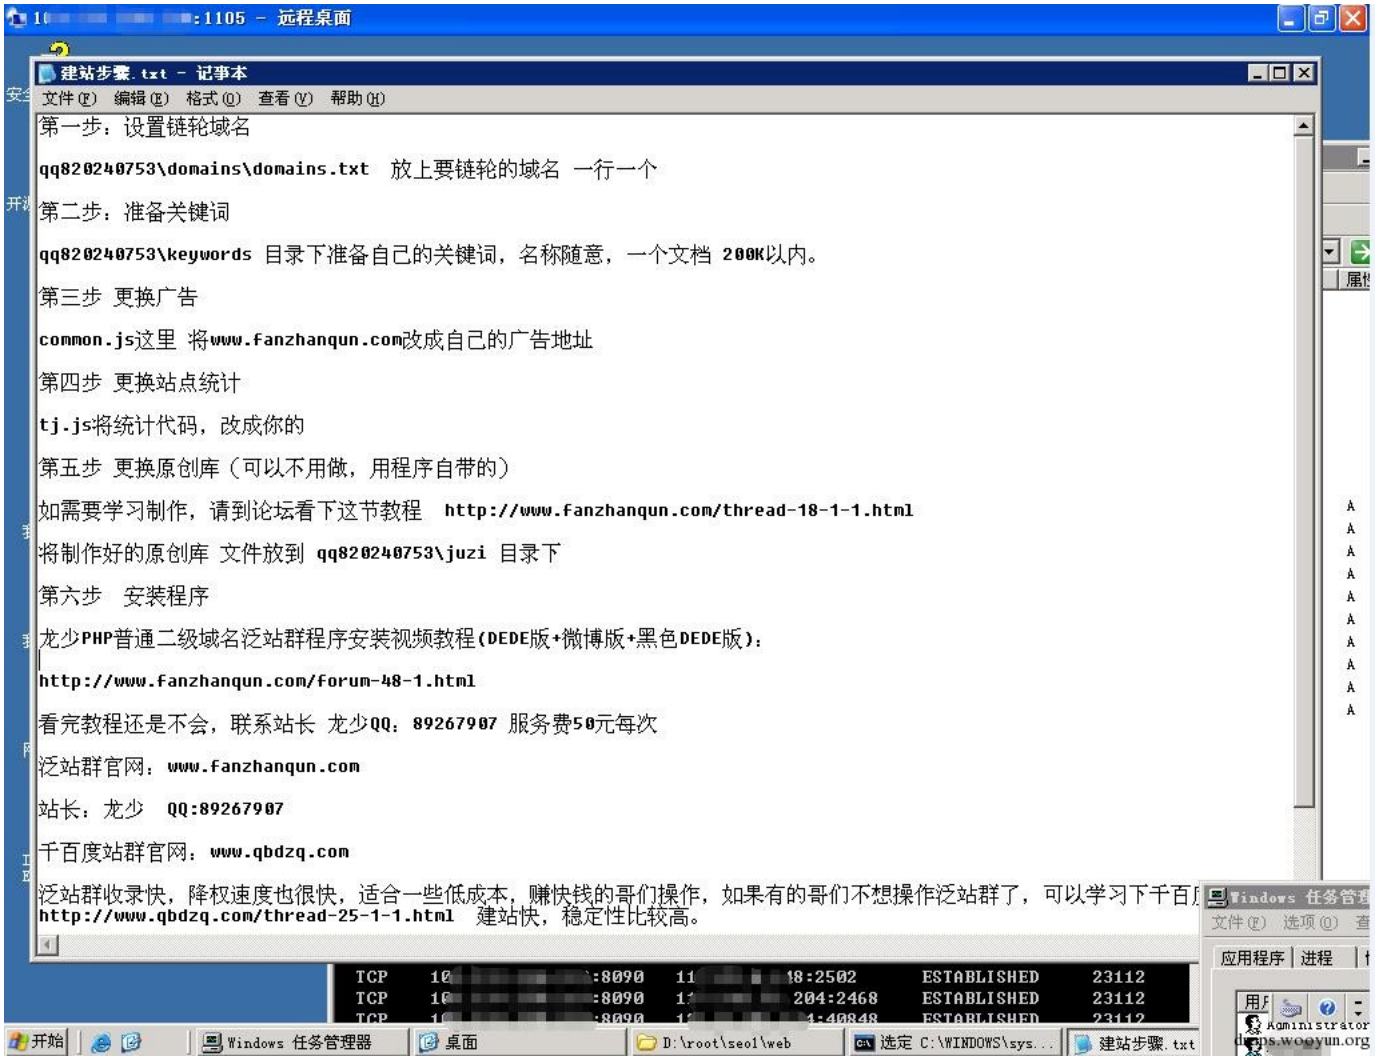 :1105 - 远程桌面
建站步骤.txt - 记事本
文件(F) 编辑(E) 格式(O) 查看(V) 帮助(H)
第一步：设置链轮域名
qq820240753\domains\domains.txt 放上要链轮的域名 一行一个
第二步：准备关键词
qq820240753\keywords 目录下准备自己的关键词，名称随意，一个文档 200K以内。
第三步 更换广告
common.js这里 将www.fanzhanqun.com改成自己的广告地址
第四步 更换站点统计
tj.js将统计代码，改成你的
第五步 更换原创库（可以不用做，用程序自带的）
如需要学习制作，请到论坛看下这节教程 http://www.fanzhanqun.com/thread-18-1-1.html
将制作好的原创库 文件放到 qq820240753\juzi 目录下
第六步 安装程序
龙少PHP普通二级域名泛站群程序安装视频教程(DEDE版+微博版+黑色DEDE版)：
http://www.fanzhanqun.com/forum-48-1.html
看完教程还是不会，联系站长 龙少QQ：89267907 服务费50元每次
泛站群官网：www.fanzhanqun.com
站长：龙少 QQ:89267907
千百度站群官网：www.qbdzq.com
泛站群收录快，降权速度也很快，适合一些低成本，赚快钱的哥们操作，如果有的哥们不想操作泛站群了，可以学习下千百
http://www.qbdzq.com/thread-25-1-1.html 建站快，稳定性比较高。
属性
A
A
A
A
A
A
A
A
A
A
Windows 任务管理
文件(F) 选项(O) 查
应用程序 进程
Administrator
TCP :8090 :2502 ESTABLISHED 23112
TCP :8090 204:2468 ESTABLISHED 23112
TCP :8090 :40848 ESTABLISHED 23112
开始 Windows 任务管理器 桌面 D:\root\seo1\web 选定 C:\WINDOWS\sys... 建站步骤.txt
drops.wooyun.org